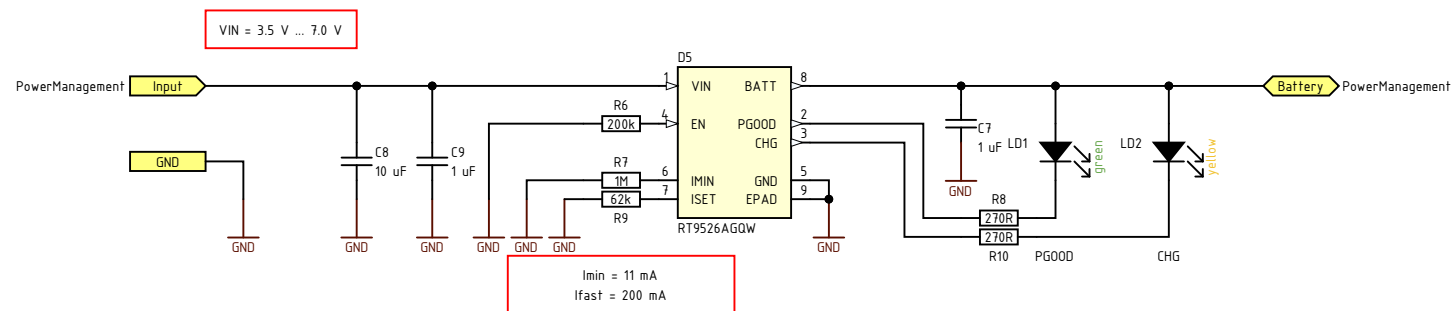 VIN = 3.5 V ... 7.0 V
PowerManagement
Input
GND
GND
C8
10 uF
GND
C9
1 uF
GND
R6
200k
GND
R7
1M
GND
62k
R9
GND
D5
1 VIN
4 EN
6 IMIN
7 ISET
BATT 8
PGOOD 2
CHG 3
GND 5
EPAD 9
RT9526AGQW
GND
Imin = 11 mA
Ifast = 200 mA
C7
1 uF
GND
LD1
green
LD2
yellow
R8
270R
270R
R10
PGOOD
CHG
Battery
PowerManagement